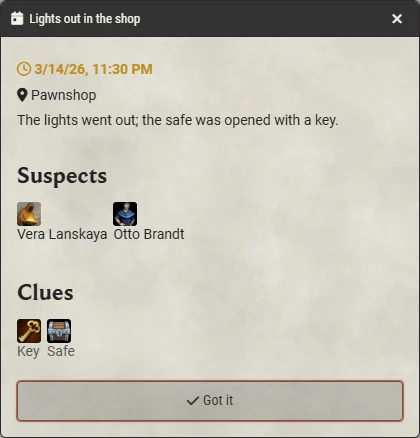 Lights out in the shop
3/14/26, 11:30 PM
Pawnshop
The lights went out; the safe was opened with a key.
Suspects
Vera Lanskaya Otto Brandt
Clues
Key Safe
Got it